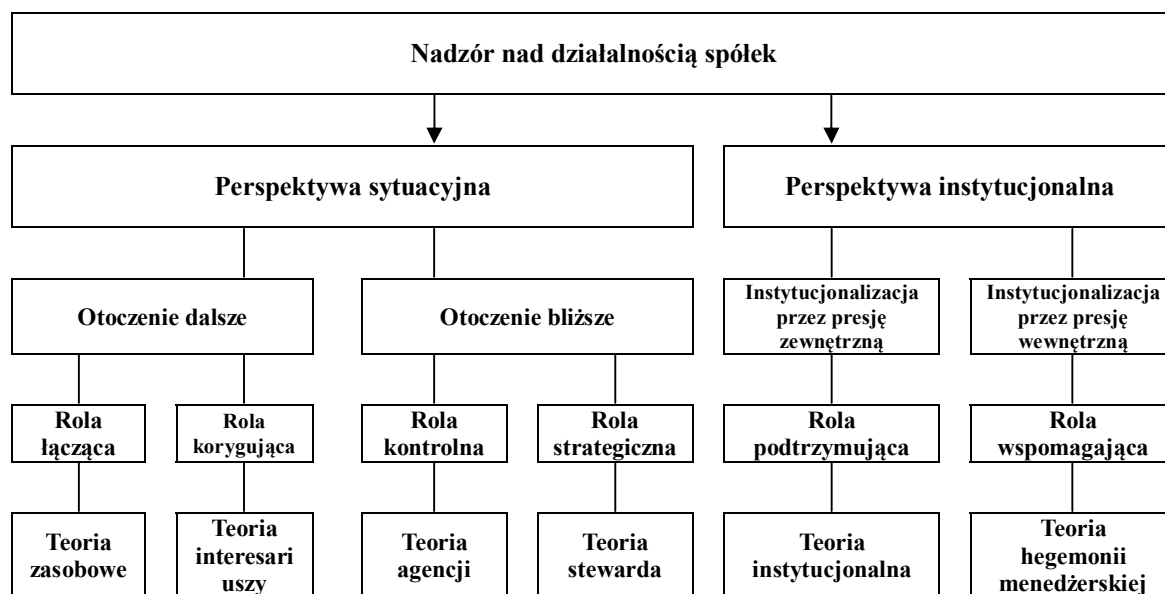 Nadzór nad działalnością spółek
Perspektywa sytuacyjna
Perspektywa instytucjonalna
Otoczenie dalsze
Otoczenie bliższe
Instytucjonalizacja
przez presję
zewnętrzną
Instytucjonalizacja
przez presję
wewnętrzną
Rola
łącząca
Rola
korygująca
Rola
kontrolna
Rola
strategiczna
Rola
podtrzymująca
Rola
wspomagająca
Teoria
zasobowe
Teoria
interesari
uszy
Teoria
agencji
Teoria
stewarda
Teoria
instytucjonalna
Teoria
hegemonii
menedżerskiej